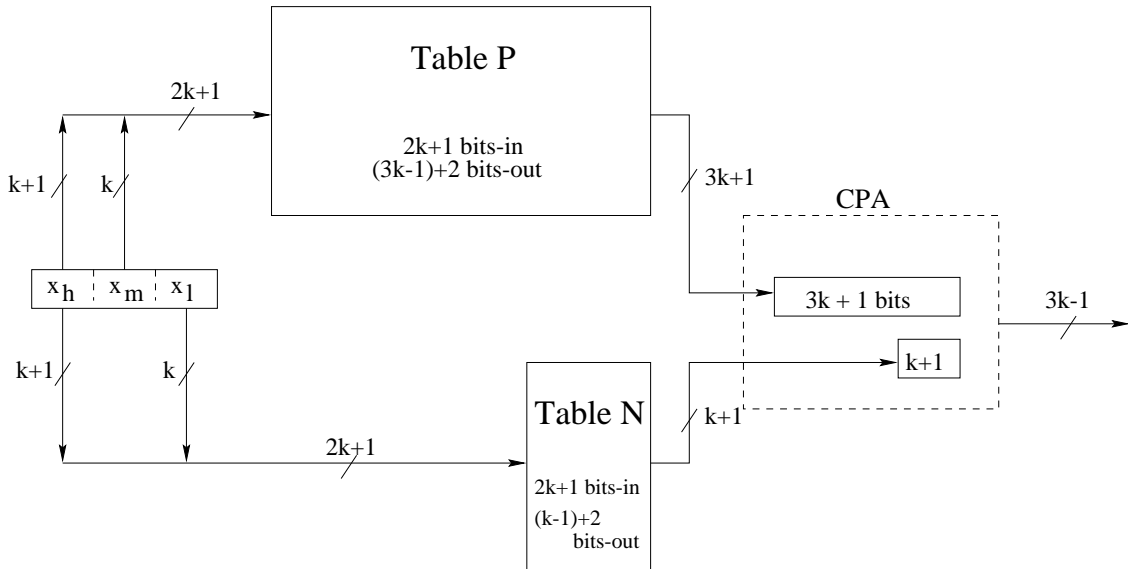 Table P
2k+1
2k+1 bits-in
(3k-1)+2 bits-out
k+1
k
3k+1
CPA
x_h x_m x_l
3k + 1 bits
3k-1
k+1
k+1
k
Table N
k+1
2k+1
2k+1 bits-in
(k-1)+2
bits-out